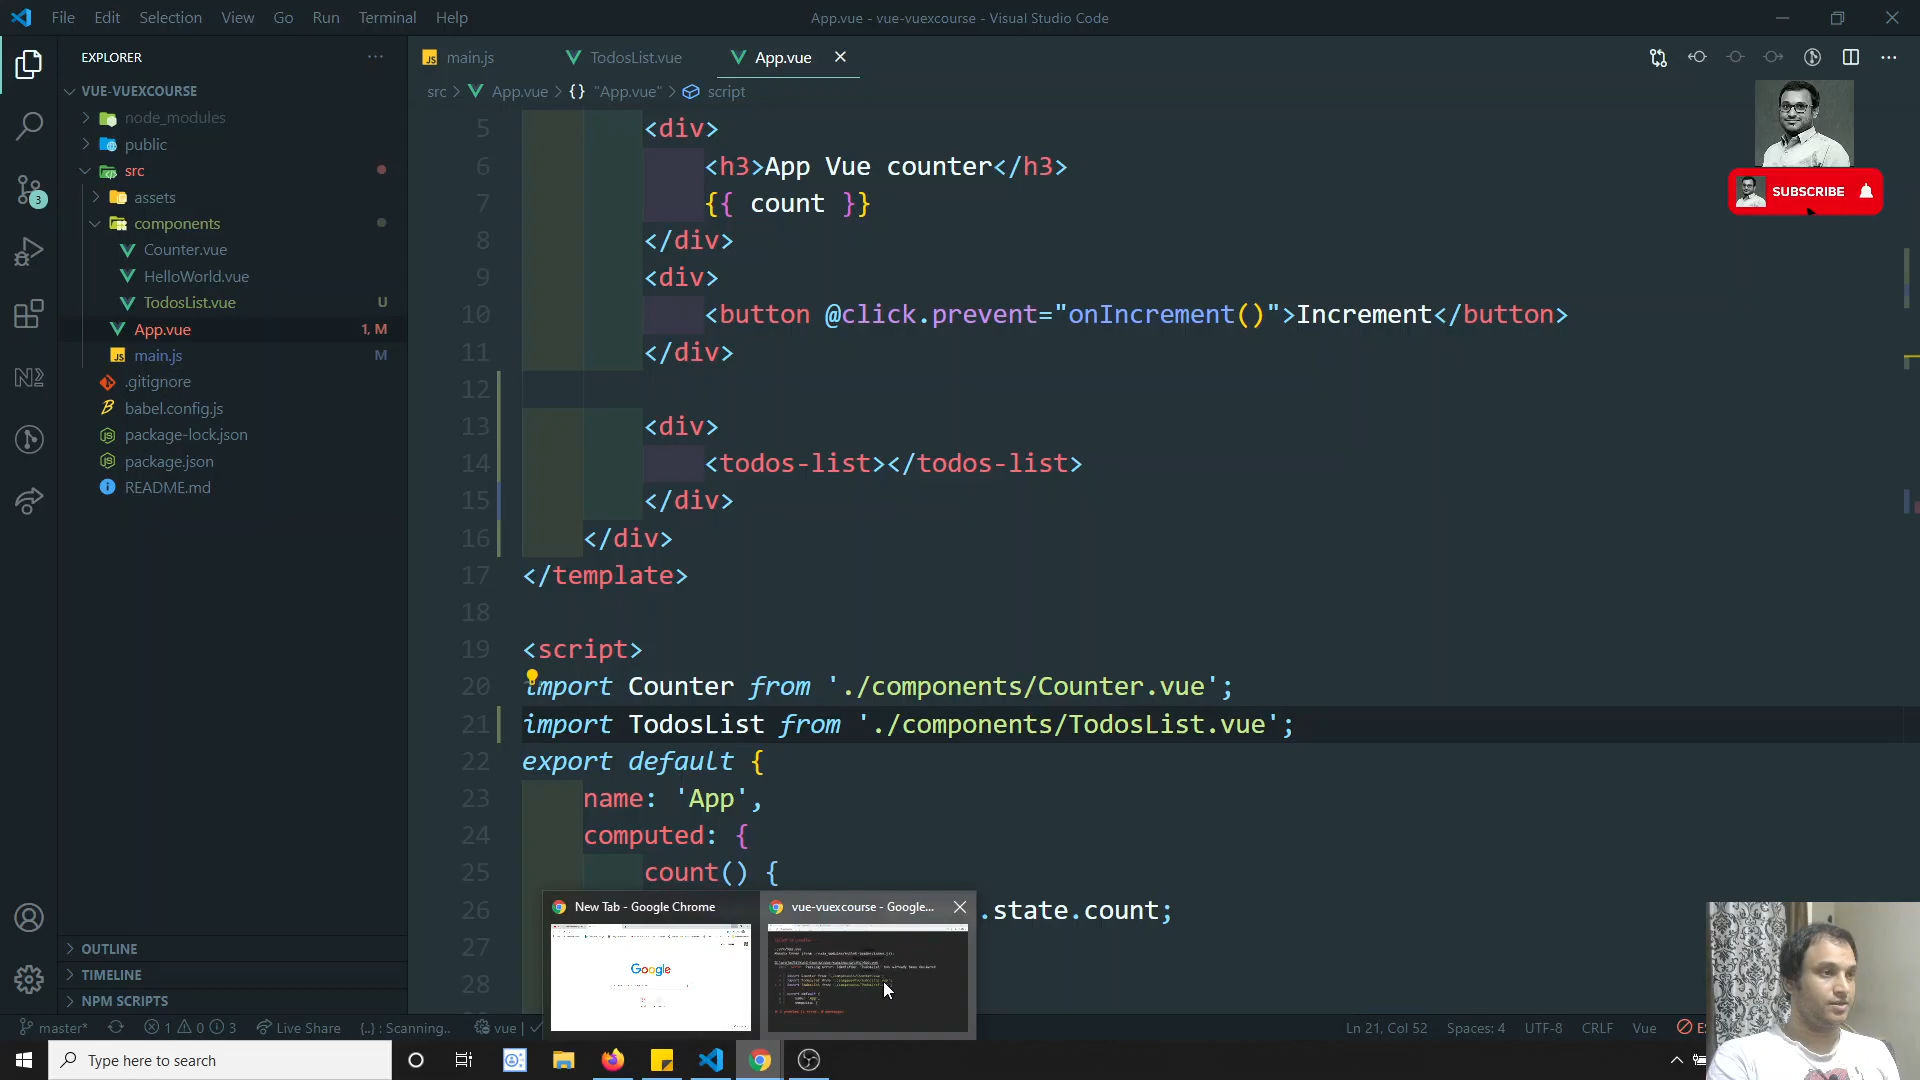 File Edit Selection View Go Run Terminal Help
App.vue - vue-vuexcourse - Visual Studio Code
EXPLORER
VUE-VUEXCOURSE
node_modules
public
src
assets
components
Counter.vue
HelloWorld.vue
TodosList.vue U
App.vue 1, M
main.js M
.gitignore
babel.config.js
package-lock.json
package.json
README.md
OUTLINE
TIMELINE
NPM SCRIPTS
3
main.js
TodosList.vue
App.vue
src > App.vue > {} "App.vue" > script
SUBSCRIBE
5 <div>
6 <h3>App Vue counter</h3>
7 {{ count }}
8 </div>
9 <div>
10 <button @click.prevent="onIncrement()">Increment</button>
11 </div>
12
13 <div>
14 <todos-list></todos-list>
15 </div>
16 </div>
17 </template>
18
19 <script>
20 import Counter from './components/Counter.vue';
21 import TodosList from './components/TodosList.vue';
22 export default {
23 name: 'App',
24 computed: {
25 count() {
26 .state.count;
27
28
New Tab - Google Chrome
vue-vuexcourse - Google...
Google
master* 1 0 3 Live Share {..} : Scanning.. vue
Ln 21, Col 52 Spaces: 4 UTF-8 CRLF Vue
Type here to search